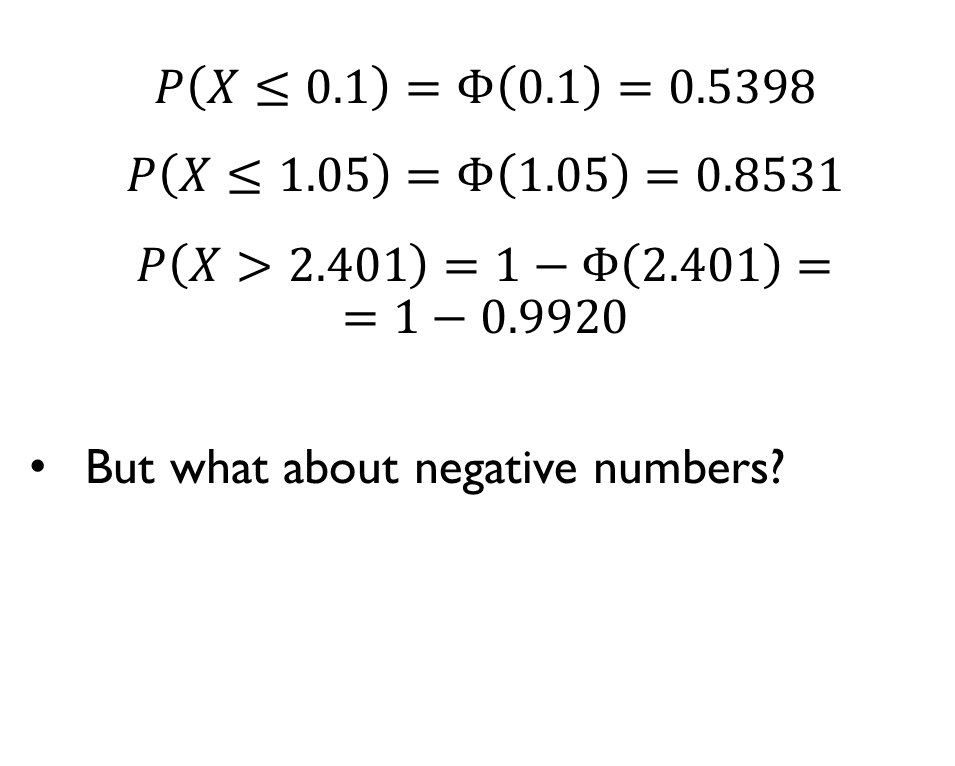 P(X ≤ 0.1) = Φ(0.1) = 0.5398
P(X ≤ 1.05) = Φ(1.05) = 0.8531
P(X > 2.401) = 1 − Φ(2.401) =
= 1 − 0.9920
• But what about negative numbers?